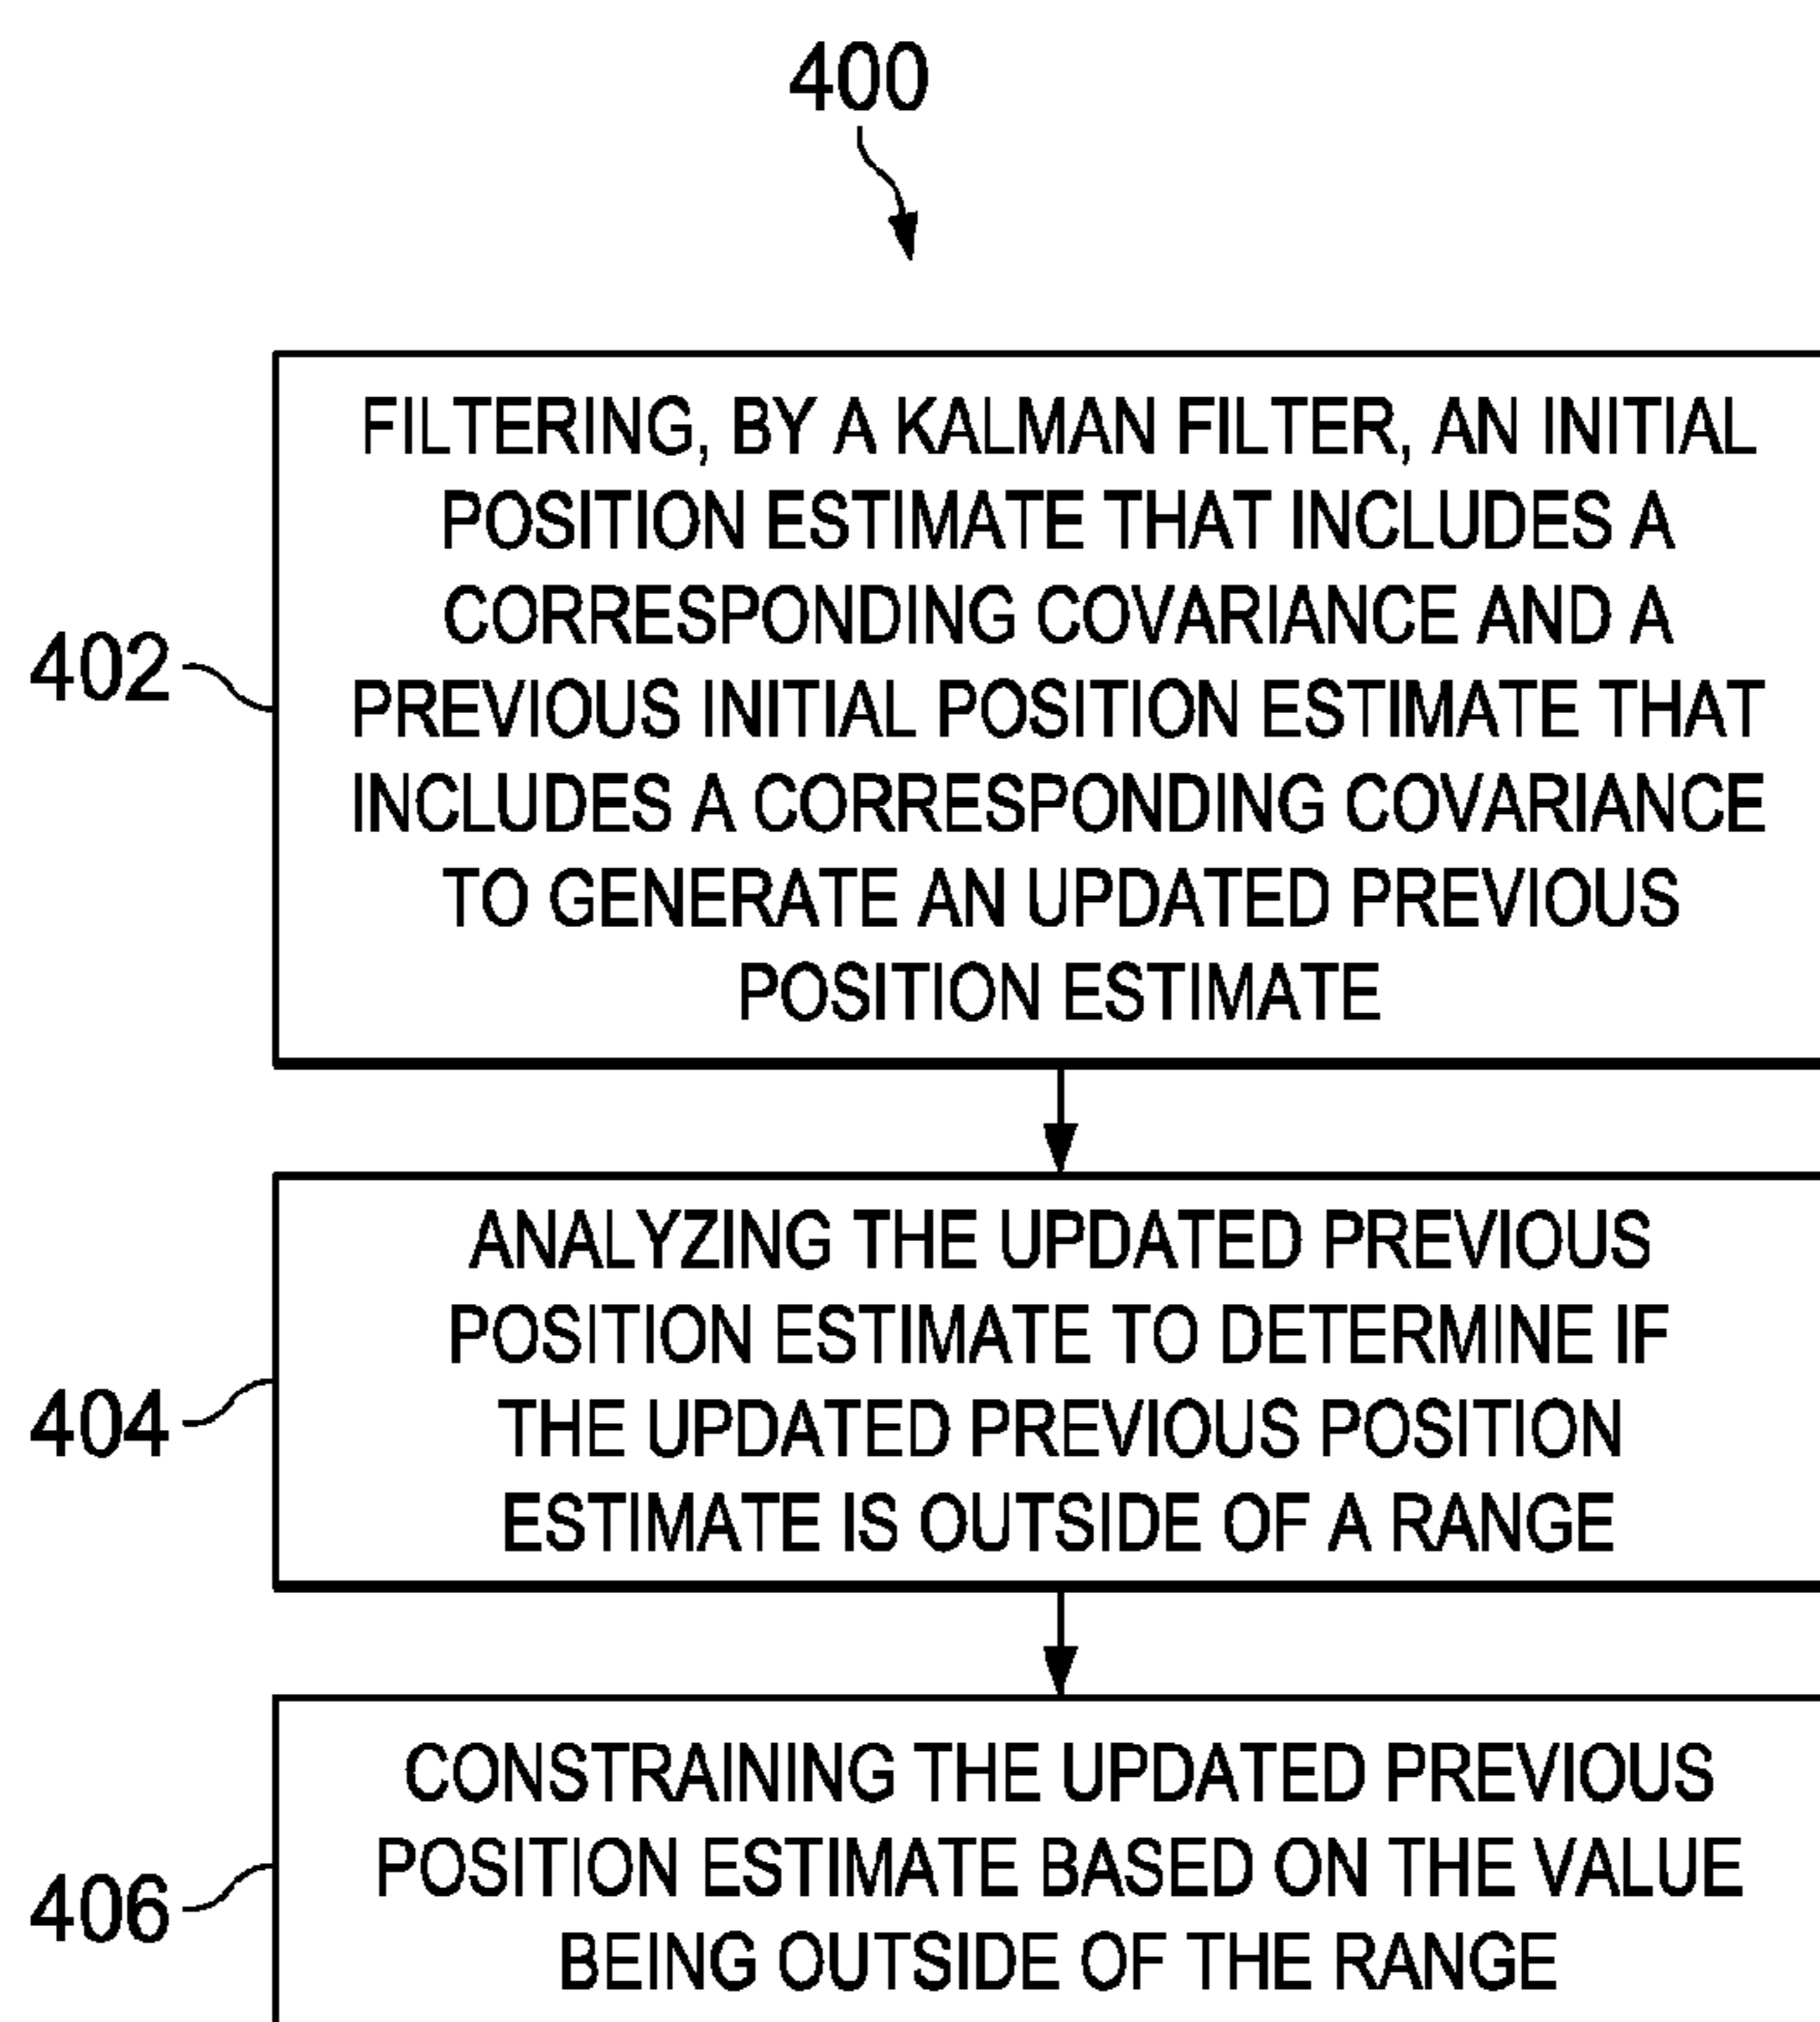 400
402
FILTERING, BY A KALMAN FILTER, AN INITIAL
POSITION ESTIMATE THAT INCLUDES A
CORRESPONDING COVARIANCE AND A
PREVIOUS INITIAL POSITION ESTIMATE THAT
INCLUDES A CORRESPONDING COVARIANCE
TO GENERATE AN UPDATED PREVIOUS
POSITION ESTIMATE
404
ANALYZING THE UPDATED PREVIOUS
POSITION ESTIMATE TO DETERMINE IF
THE UPDATED PREVIOUS POSITION
ESTIMATE IS OUTSIDE OF A RANGE
406
CONSTRAINING THE UPDATED PREVIOUS
POSITION ESTIMATE BASED ON THE VALUE
BEING OUTSIDE OF THE RANGE